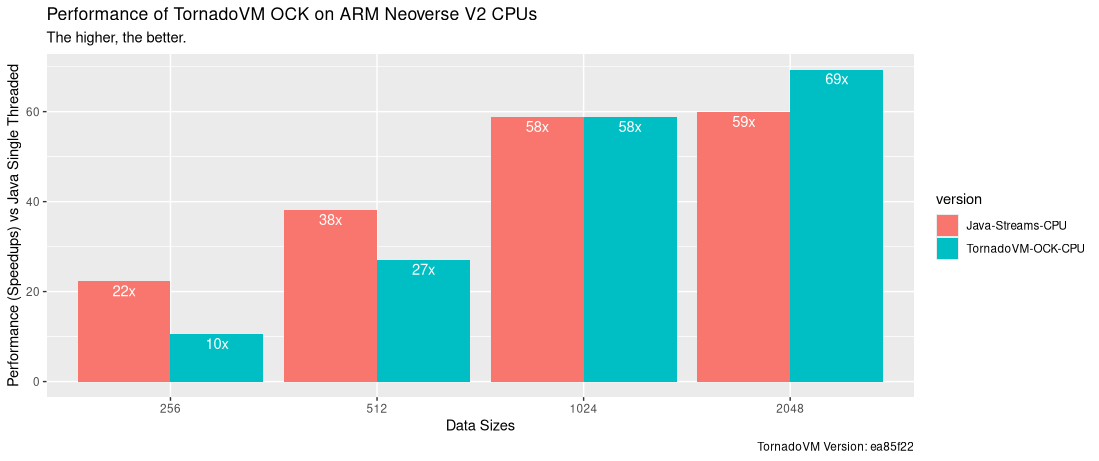 Performance of TornadoVM OCK on ARM Neoverse V2 CPUs
The higher, the better.
Performance (Speedups) vs Java Single Threaded
60
40
20
0
22x
10x
38x
27x
58x
58x
59x
69x
256
512
1024
2048
Data Sizes
version
Java-Streams-CPU
TornadoVM-OCK-CPU
TornadoVM Version: ea85f22